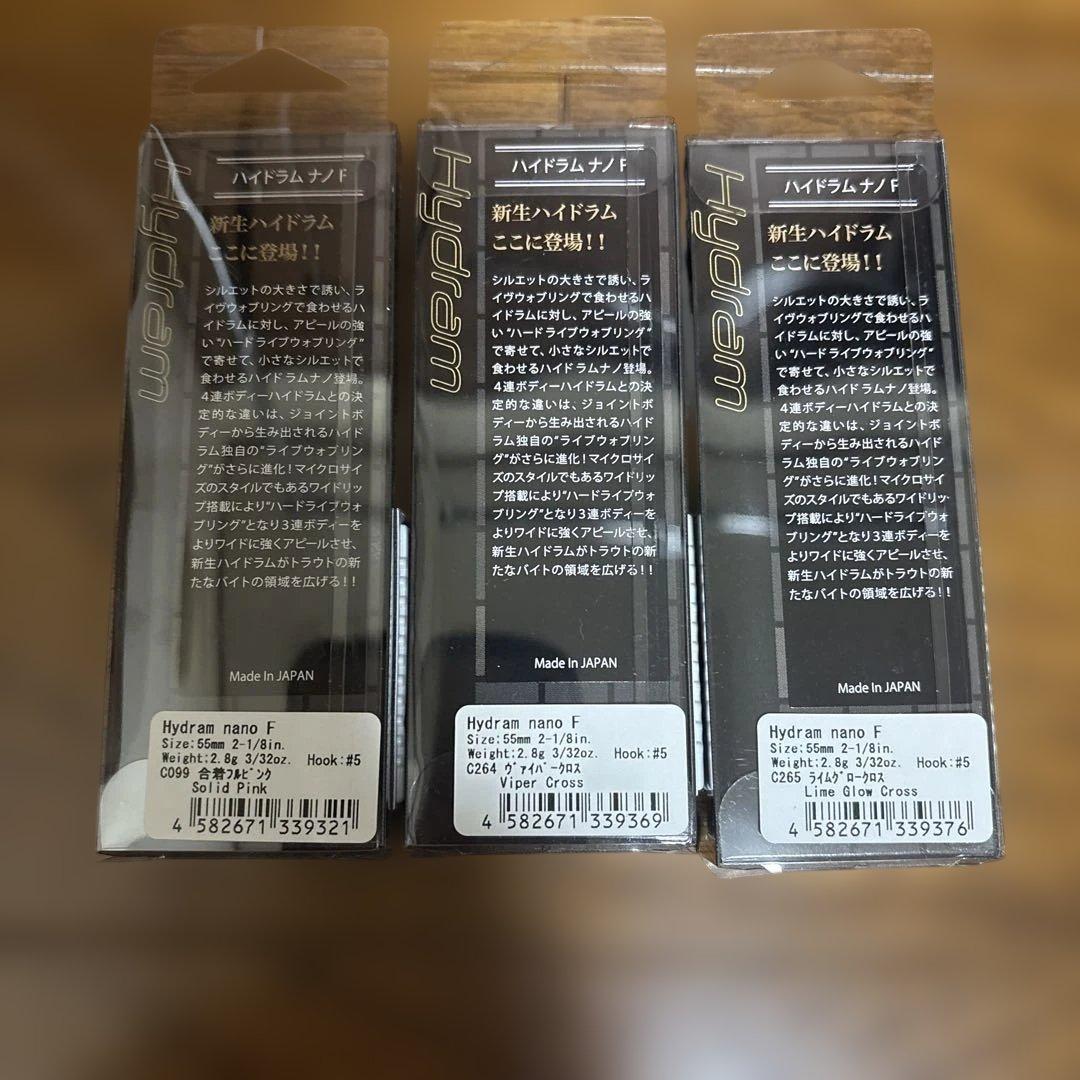 Hydram
ハイドラム ナノ F
新生ハイドラム
ここに登場!!
シルエットの大きさで誘い、ラ
イヴウォブリングで食わせるハ
イドラムに対し、アピールの強
い“ハードライブウォブリング”
で寄せて、小さなシルエットで
食わせるハイドラムナノ登場。
4連ボディーハイドラムとの決
定的な違いは、ジョイントボ
ディーから生み出されるハイド
ラム独自の“ライブウォブリン
グ”がさらに進化!マイクロサイ
ズのスタイルでもあるワイドリッ
プ搭載により“ハードライブウォ
ブリング”となり3連ボディーを
よりワイドに強くアピールさせ、
新生ハイドラムがトラウトの新
たなバイトの領域を広げる!!
Made In JAPAN
Hydram nano F
Size:55mm 2-1/8in.
Weight:2.8g 3/32oz. Hook:#5
C099 合着フルピンク
Solid Pink
4 582671 339321
Hydram
ハイドラム ナノ F
新生ハイドラム
ここに登場!!
シルエットの大きさで誘い、ラ
イヴウォブリングで食わせるハ
イドラムに対し、アピールの強
い“ハードライブウォブリング”
で寄せて、小さなシルエットで
食わせるハイドラムナノ登場。
4連ボディーハイドラムとの決
定的な違いは、ジョイントボ
ディーから生み出されるハイド
ラム独自の“ライブウォブリン
グ”がさらに進化!マイクロサイ
ズのスタイルでもあるワイドリッ
プ搭載により“ハードライブウォ
ブリング”となり3連ボディーを
よりワイドに強くアピールさせ、
新生ハイドラムがトラウトの新
たなバイトの領域を広げる!!
Made In JAPAN
Hydram nano F
Size:55mm 2-1/8in.
Weight:2.8g 3/32oz. Hook:#5
C264 ヴァイパークロス
Viper Cross
4 582671 339369
Hydram
ハイドラム ナノ F
新生ハイドラム
ここに登場!!
シルエットの大きさで誘い、ラ
イヴウォブリングで食わせるハ
イドラムに対し、アピールの強
い“ハードライブウォブリング”
で寄せて、小さなシルエットで
食わせるハイドラムナノ登場。
4連ボディーハイドラムとの決
定的な違いは、ジョイントボ
ディーから生み出されるハイド
ラム独自の“ライブウォブリン
グ”がさらに進化!マイクロサイ
ズのスタイルでもあるワイドリッ
プ搭載により“ハードライブウォ
ブリング”となり3連ボディーを
よりワイドに強くアピールさせ、
新生ハイドラムがトラウトの新
たなバイトの領域を広げる!!
Made In JAPAN
Hydram nano F
Size:55mm 2-1/8in.
Weight:2.8g 3/32oz. Hook:#5
C265 ライムグロークロス
Lime Glow Cross
4 582671 339376